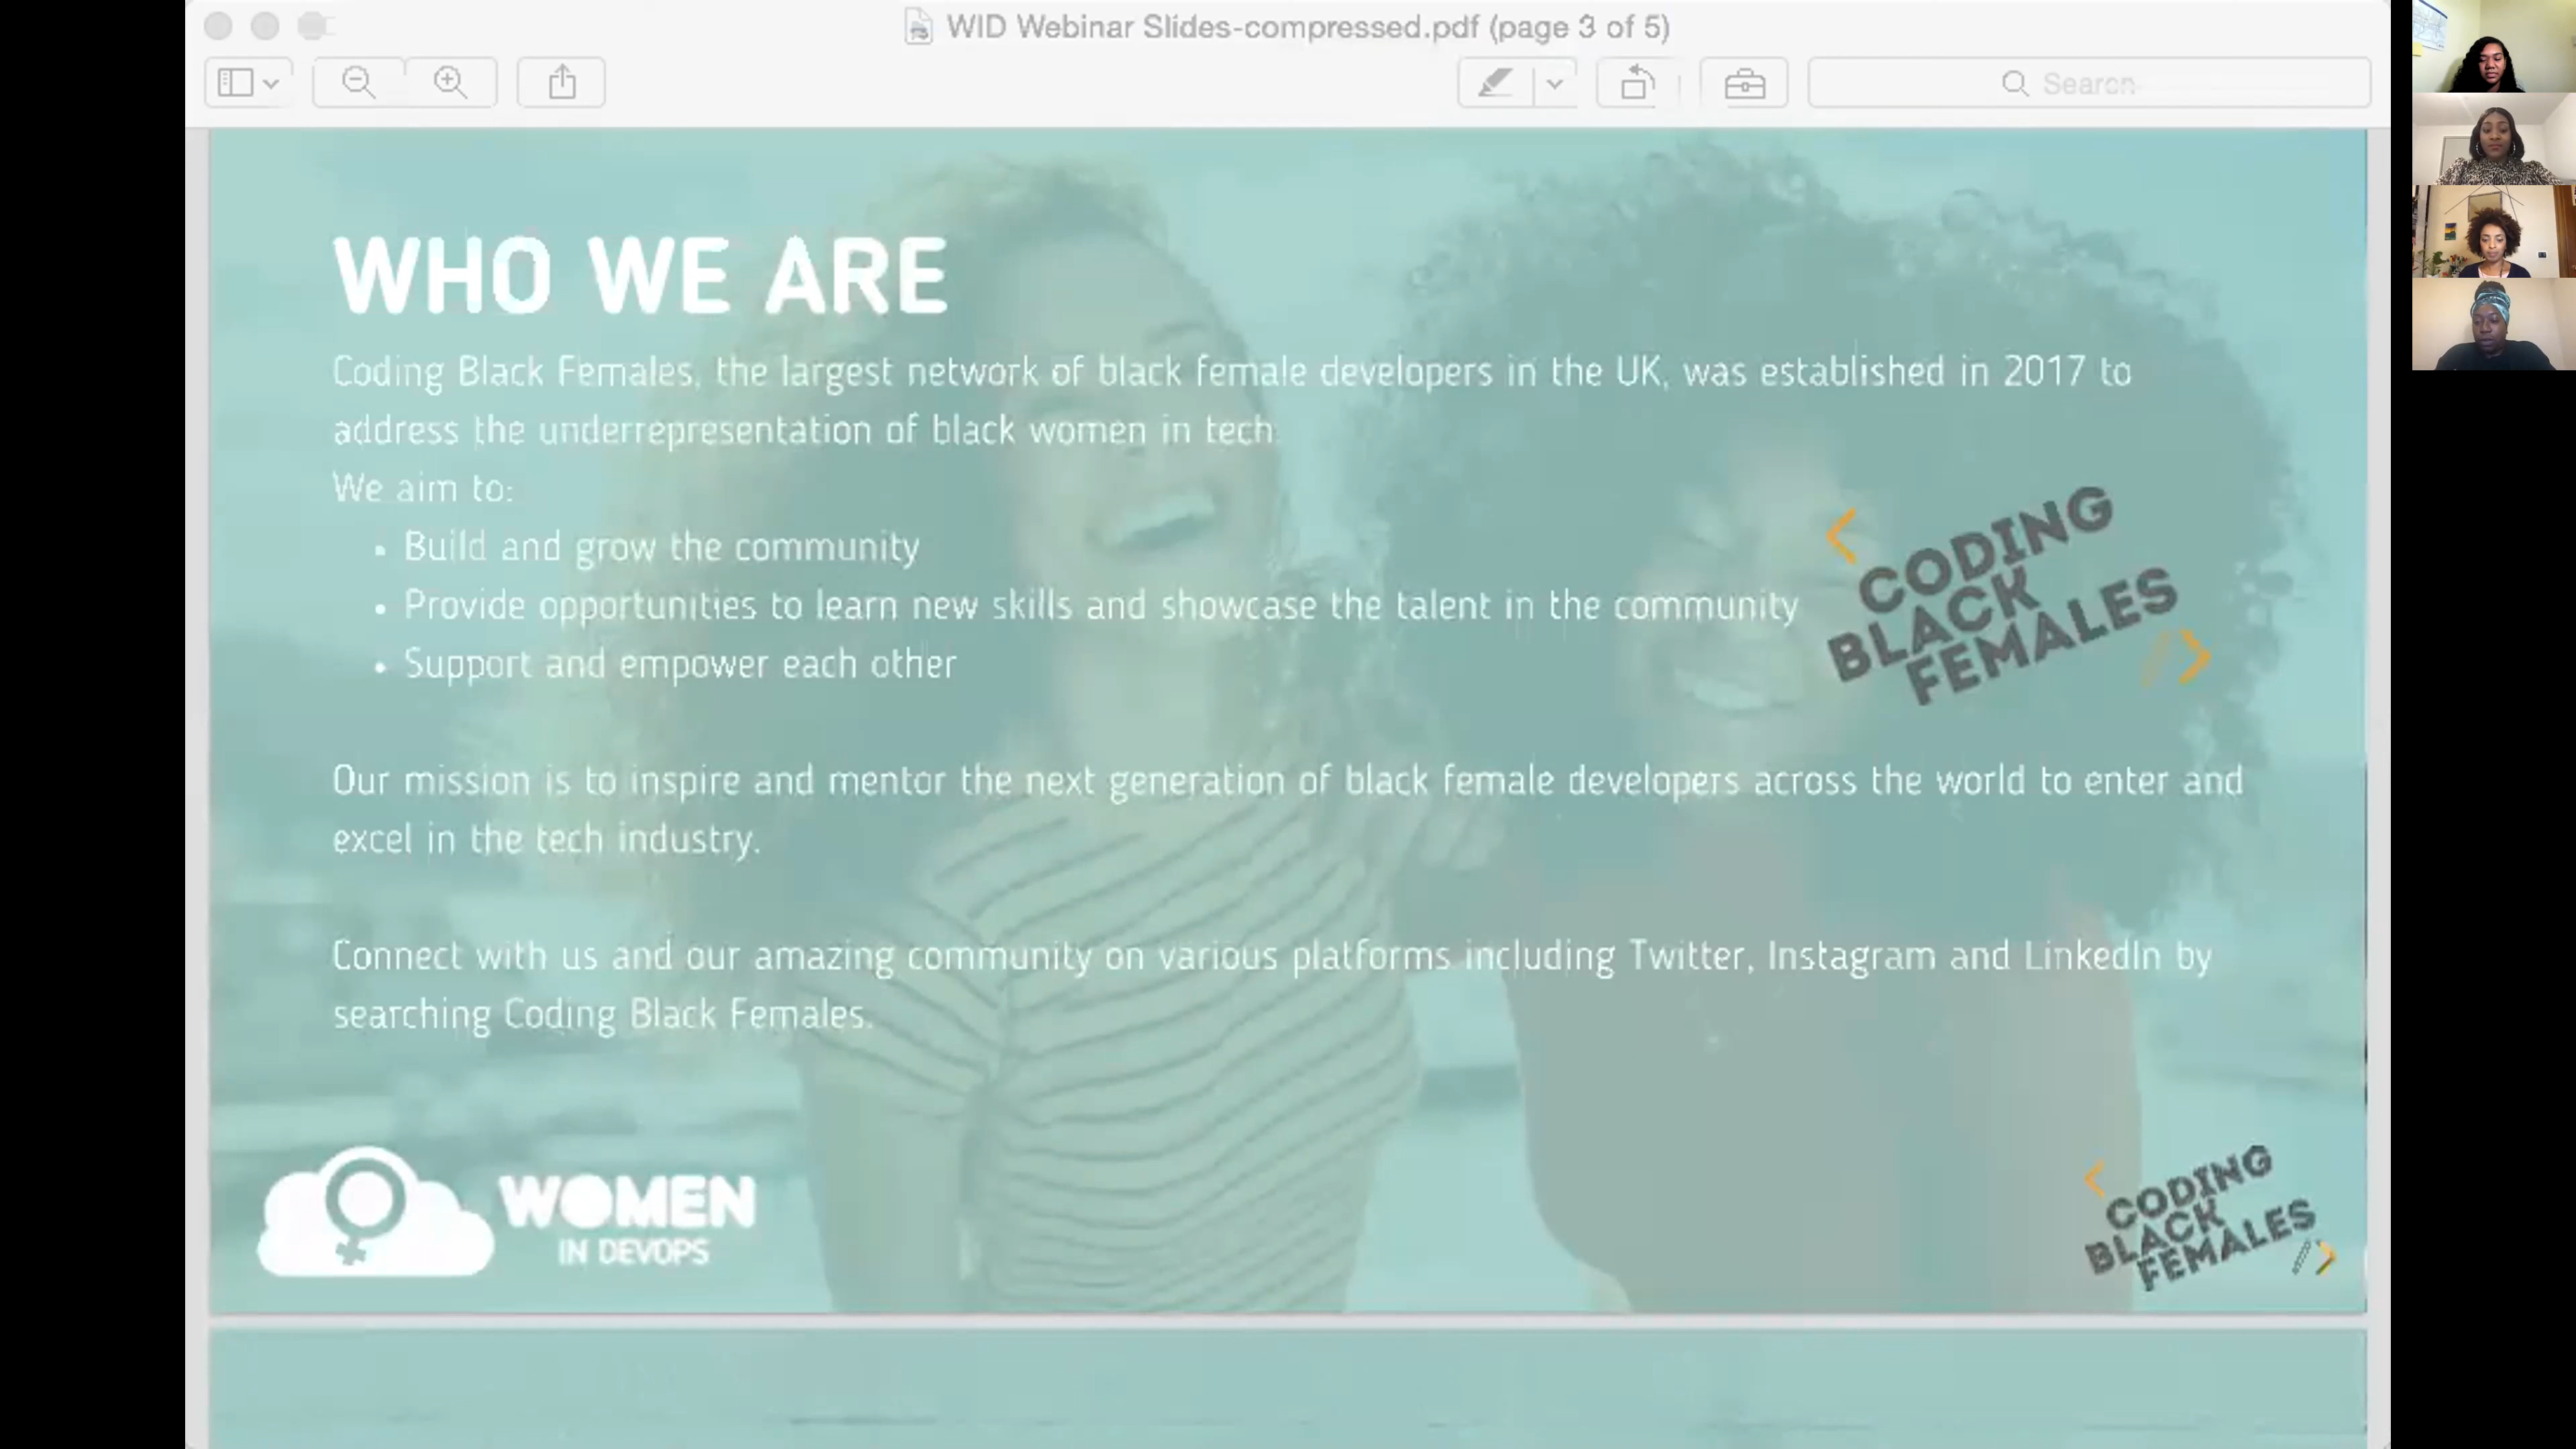 WID Webinar Slides-compressed.pdf (page 3 of 5)
Search
WHO WE ARE
Coding Black Females, the largest network of black female developers in the UK, was established in 2017 to
address the underrepresentation of black women in tech.
We aim to:
• Build and grow the community
• Provide opportunities to learn new skills and showcase the talent in the community
• Support and empower each other
< CODING
BLACK
FEMALES
/>
Our mission is to inspire and mentor the next generation of black female developers across the world to enter and
excel in the tech industry.
Connect with us and our amazing community on various platforms including Twitter, Instagram and LinkedIn by
searching Coding Black Females.
WOMEN
IN DEVOPS
< CODING
BLACK
FEMALES
/>